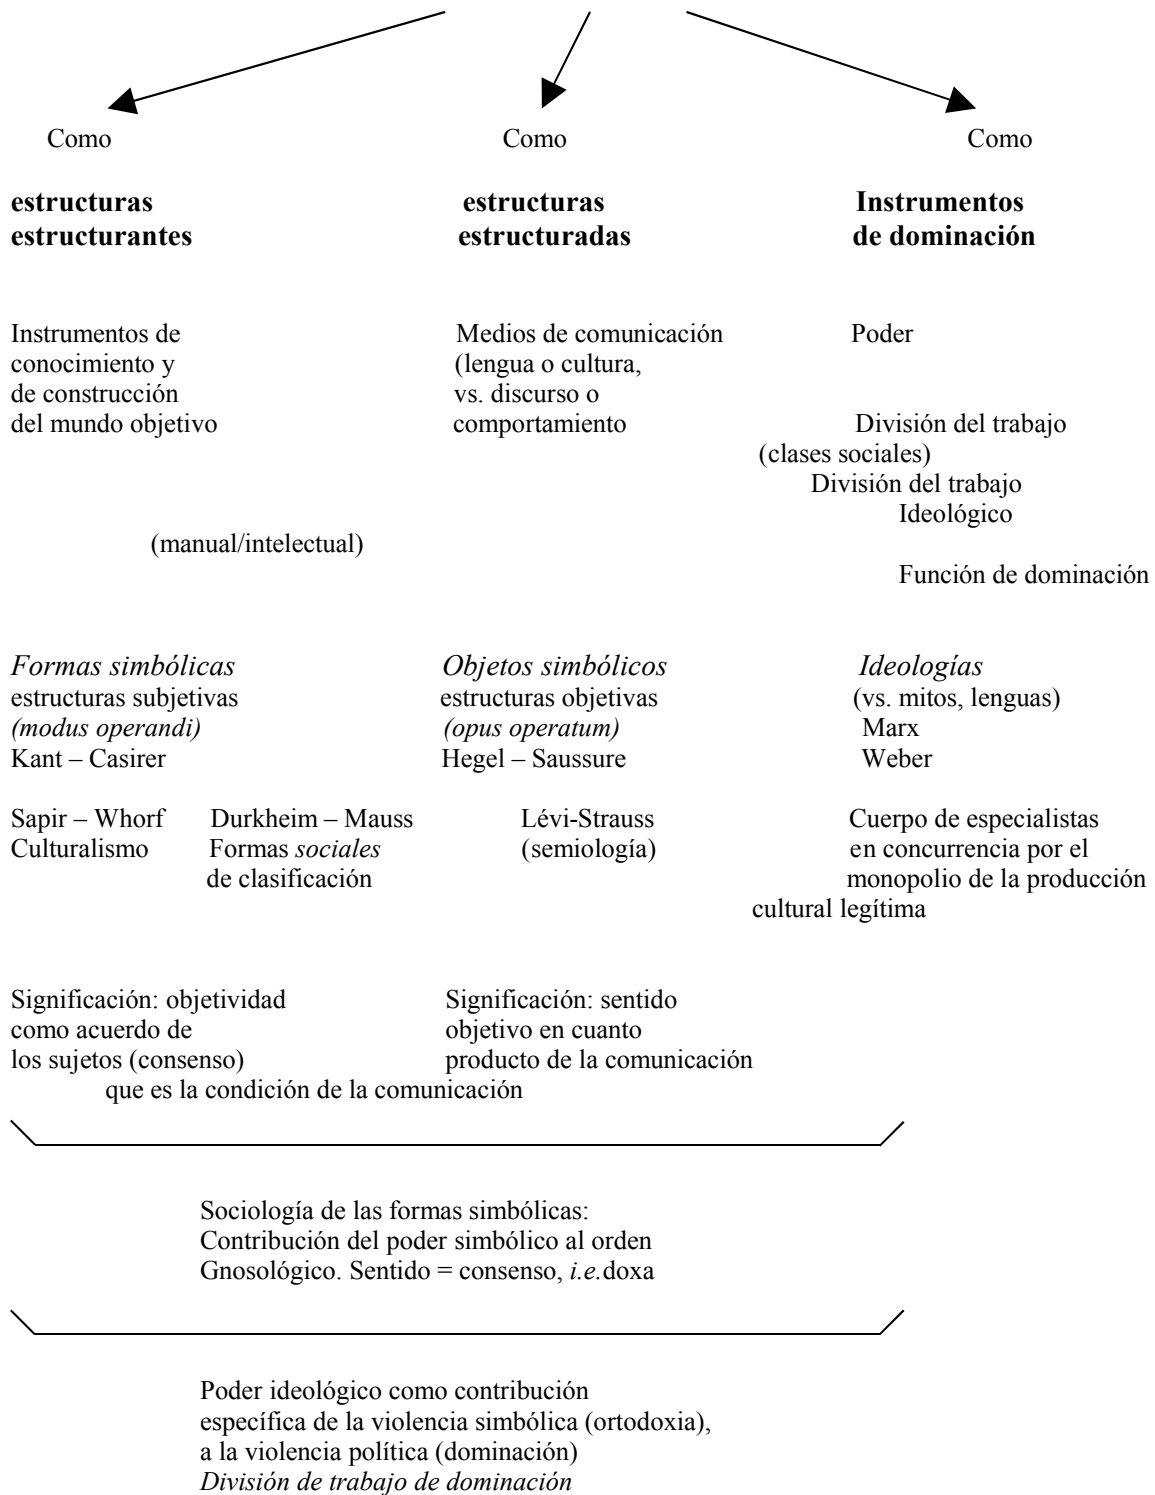 Como
Como
Como
estructuras
estructurantes
estructuras
estructuradas
Instrumentos
de dominación
Instrumentos de
conocimiento y
de construcción
del mundo objetivo
Medios de comunicación
(lengua o cultura,
vs. discurso o
comportamiento
Poder
División del trabajo
(clases sociales)
División del trabajo
Ideológico
(manual/intelectual)
Función de dominación
Formas simbólicas
estructuras subjetivas
(modus operandi)
Kant – Casirer
Objetos simbólicos
estructuras objetivas
(opus operatum)
Hegel – Saussure
Ideologías
(vs. mitos, lenguas)
Marx
Weber
Sapir – Whorf
Culturalismo
Durkheim – Mauss
Formas sociales
de clasificación
Lévi-Strauss
(semiología)
Cuerpo de especialistas
en concurrencia por el
monopolio de la producción
cultural legítima
Significación: objetividad
como acuerdo de
los sujetos (consenso)
que es la condición de la comunicación
Significación: sentido
objetivo en cuanto
producto de la comunicación
Sociología de las formas simbólicas:
Contribución del poder simbólico al orden
Gnosológico. Sentido = consenso, i.e.doxa
Poder ideológico como contribución
específica de la violencia simbólica (ortodoxia),
a la violencia política (dominación)
División de trabajo de dominación